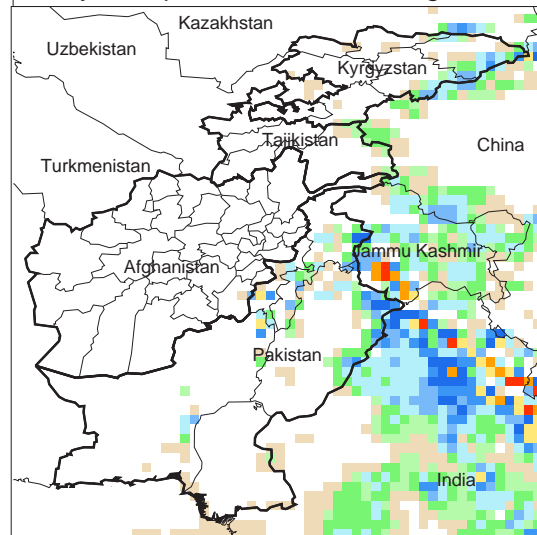 Kazakhstan
Uzbekistan
Kyrgyzstan
Tajikistan
China
Turkmenistan
Jammu Kashmir
Afghanistan
Pakistan
India